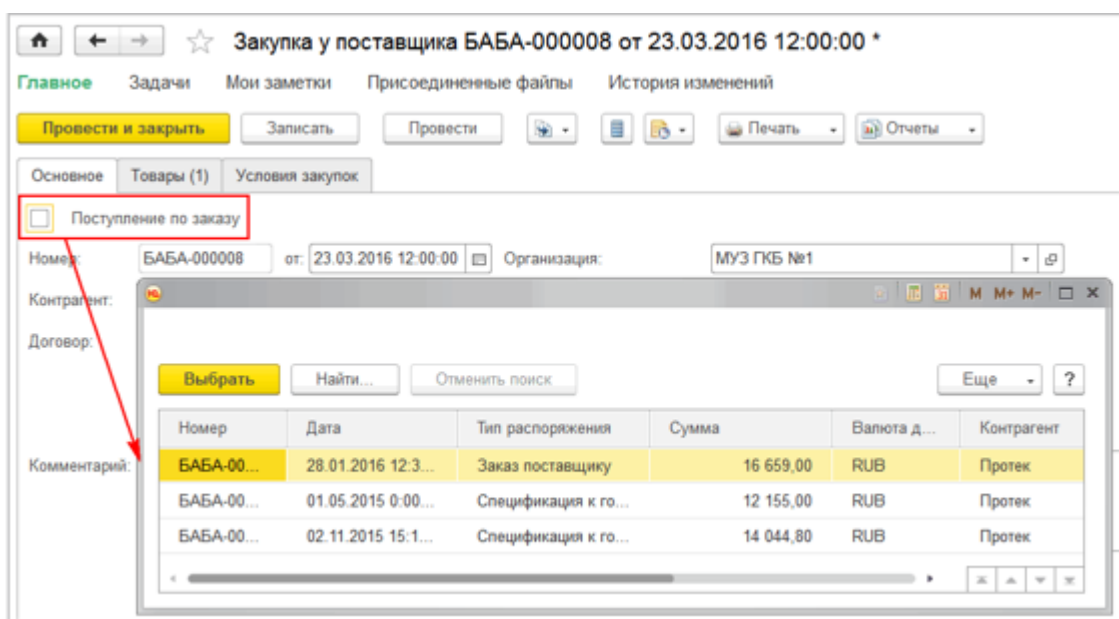 Закупка у поставщика БАБА-000008 от 23.03.2016 12:00:00 *
Главное Задачи Мои заметки Присоединенные файлы История изменений
Провести и закрыть Записать Провести Печать Отчеты
Основное Товары (1) Условия закупок
Поступление по заказу
Номер: БАБА-000008 от: 23.03.2016 12:00:00 Организация: МУЗ ГКБ №1
Контрагент: M M+ M-
Договор:
Выбрать Найти... Отменить поиск Еще ?
Номер Дата Тип распоряжения Сумма Валюта д... Контрагент
Комментарий: БАБА-00... 28.01.2016 12:3... Заказ поставщику 16 659,00 RUB Протек
БАБА-00... 01.05.2015 0:00... Спецификация к го... 12 155,00 RUB Протек
БАБА-00... 02.11.2015 15:1... Спецификация к го... 14 044,80 RUB Протек